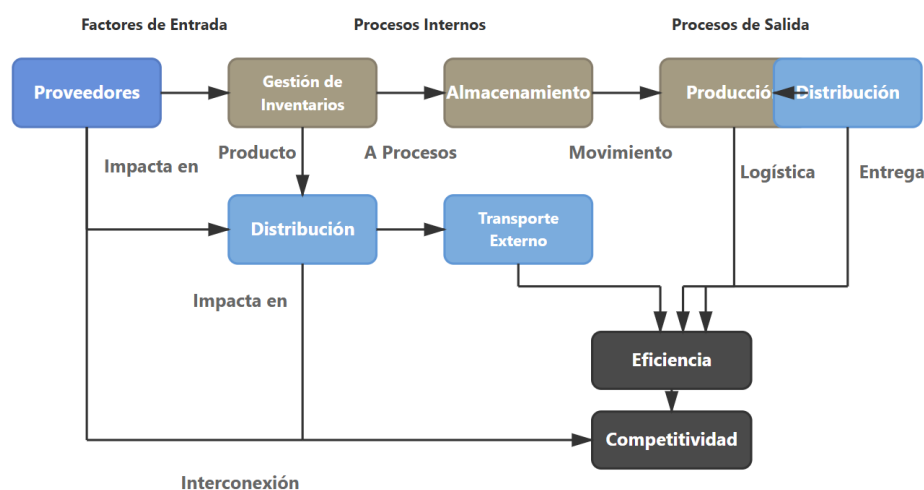 Factores de Entrada
Procesos Internos
Procesos de Salida
Proveedores
Gestión de
Inventarios
Almacenamiento
Producción
Distribución
Impacta en
Producto
A Procesos
Movimiento
Logística
Entrega
Distribución
Transporte
Externo
Impacta en
Eficiencia
Competitividad
Interconexión